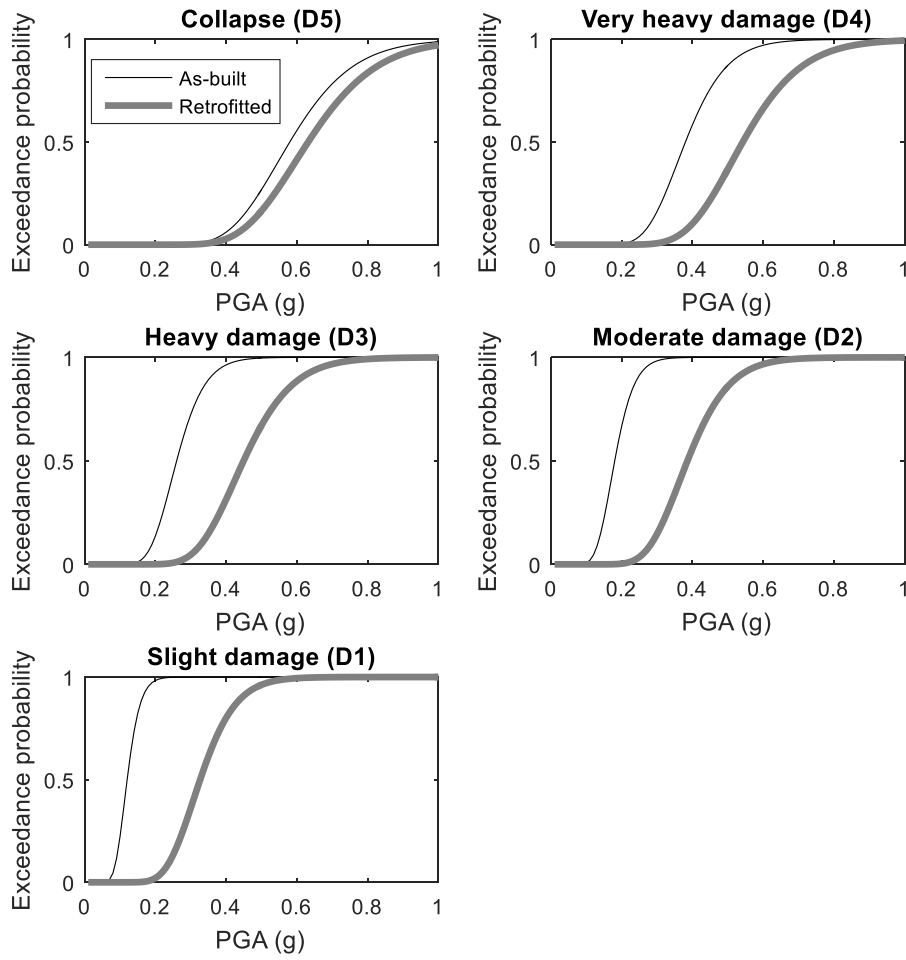 Collapse (D5)
Exceedance probability
1
0.5
0
As-built
Retrofitted
0 0.2 0.4 0.6 0.8 1
PGA (g)
Very heavy damage (D4)
Exceedance probability
1
0.5
0
0 0.2 0.4 0.6 0.8 1
PGA (g)
Heavy damage (D3)
Exceedance probability
1
0.5
0
0 0.2 0.4 0.6 0.8 1
PGA (g)
Moderate damage (D2)
Exceedance probability
1
0.5
0
0 0.2 0.4 0.6 0.8 1
PGA (g)
Slight damage (D1)
Exceedance probability
1
0.5
0
0 0.2 0.4 0.6 0.8 1
PGA (g)